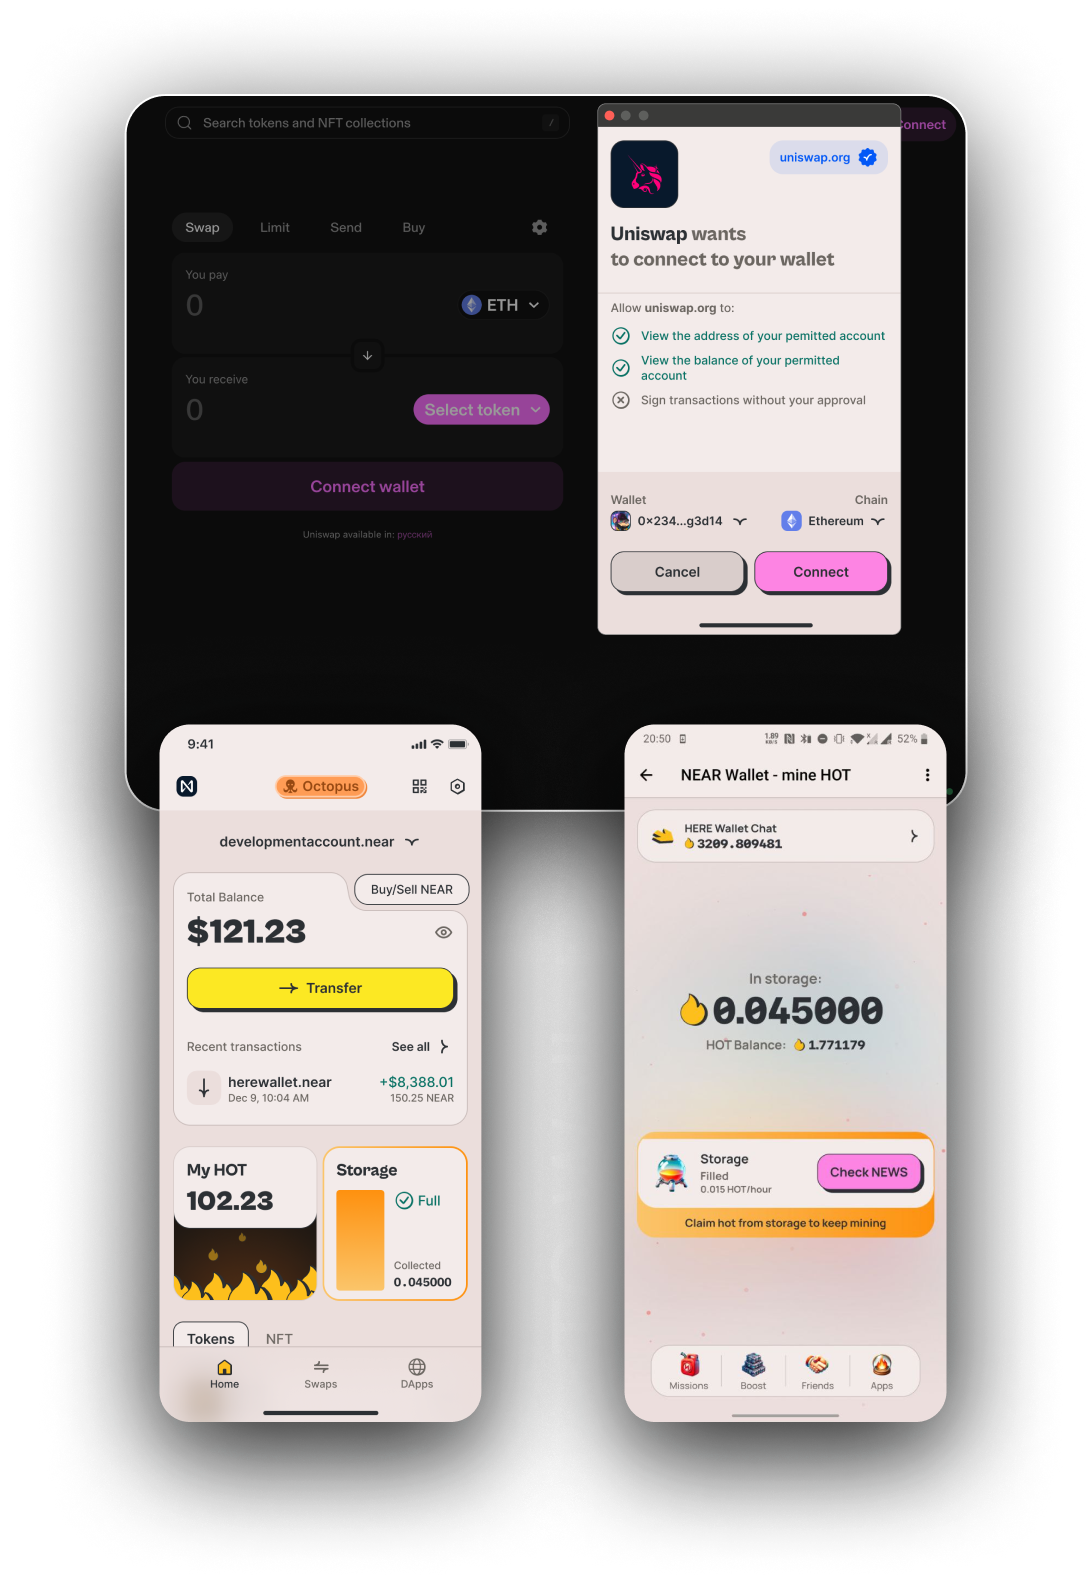 Search tokens and NFT collections
/
Connect
Swap
Limit
Send
Buy
You pay
0
ETH
You receive
0
Select token
Connect wallet
Uniswap available in: русский
uniswap.org
Uniswap wants
to connect to your wallet
Allow uniswap.org to:
View the address of your pemitted account
View the balance of your permitted
account
Sign transactions without your approval
Wallet
Chain
0×234...g3d14
Ethereum
Cancel
Connect
9:41
Octopus
developmentaccount.near
Total Balance
Buy/Sell NEAR
$121.23
Transfer
Recent transactions
See all
herewallet.near
+$8,388.01
Dec 9, 10:04 AM
150.25 NEAR
My HOT
102.23
Storage
Full
Collected
0.045000
Tokens
NFT
Home
Swaps
DApps
20:50
1.89
KB/S
52%
NEAR Wallet - mine HOT
HERE Wallet Chat
3209.809481
In storage:
0.045000
HOT Balance: 1.771179
Storage
Filled
0.015 HOT/hour
Check NEWS
Claim hot from storage to keep mining
Missions
Boost
Friends
Apps